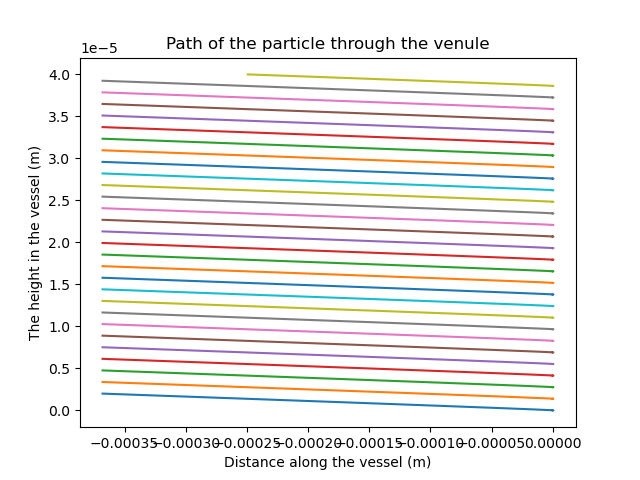 Path of the particle through the venule
1e−5
4.0
3.5
3.0
2.5
2.0
1.5
1.0
0.5
0.0
The height in the vessel (m)
−0.00035 −0.00030 −0.00025 −0.00020 −0.00015 −0.00010 −0.00005 0.00000
Distance along the vessel (m)